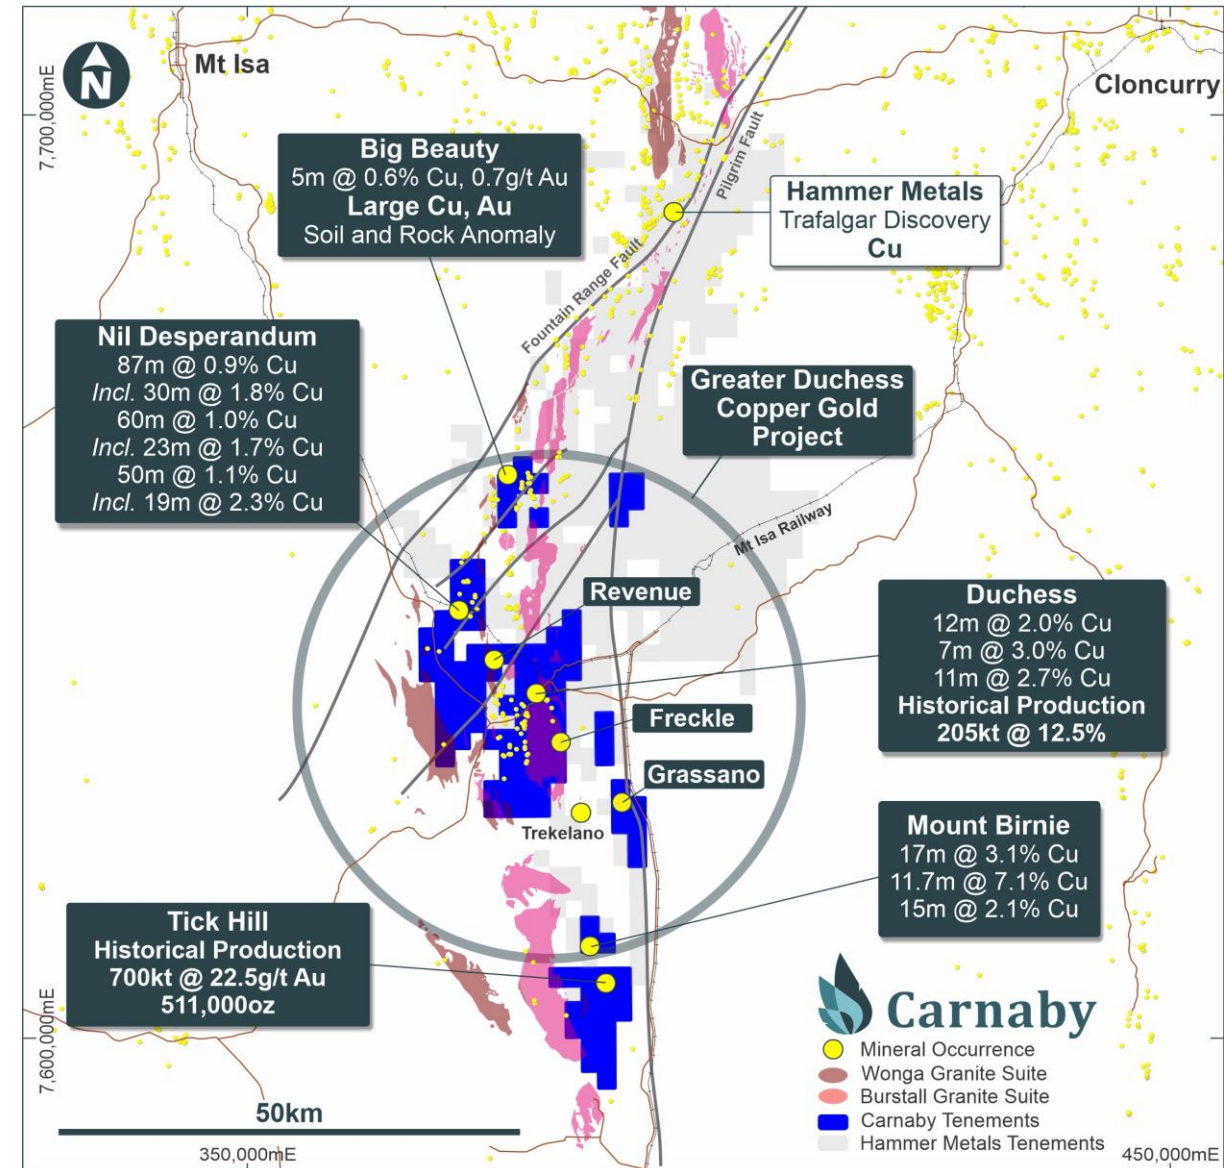 N
Mt Isa
Cloncurry
7,700,000mE
Big Beauty
5m @ 0.6% Cu, 0.7g/t Au
Large Cu, Au
Soil and Rock Anomaly
Pilgrim Fault
Hammer Metals
Trafalgar Discovery
Cu
Fountain Range Fault
Nil Desperandum
87m @ 0.9% Cu
Incl. 30m @ 1.8% Cu
60m @ 1.0% Cu
Incl. 23m @ 1.7% Cu
50m @ 1.1% Cu
Incl. 19m @ 2.3% Cu
Greater Duchess
Copper Gold
Project
Mt Isa Railway
Revenue
Duchess
12m @ 2.0% Cu
7m @ 3.0% Cu
11m @ 2.7% Cu
Historical Production
205kt @ 12.5%
Freckle
Grassano
Trekelano
Mount Birnie
17m @ 3.1% Cu
11.7m @ 7.1% Cu
15m @ 2.1% Cu
Tick Hill
Historical Production
700kt @ 22.5g/t Au
511,000oz
7,600,000mE
Carnaby
Mineral Occurrence
Wonga Granite Suite
Burstall Granite Suite
Carnaby Tenements
Hammer Metals Tenements
50km
350,000mE
450,000mE